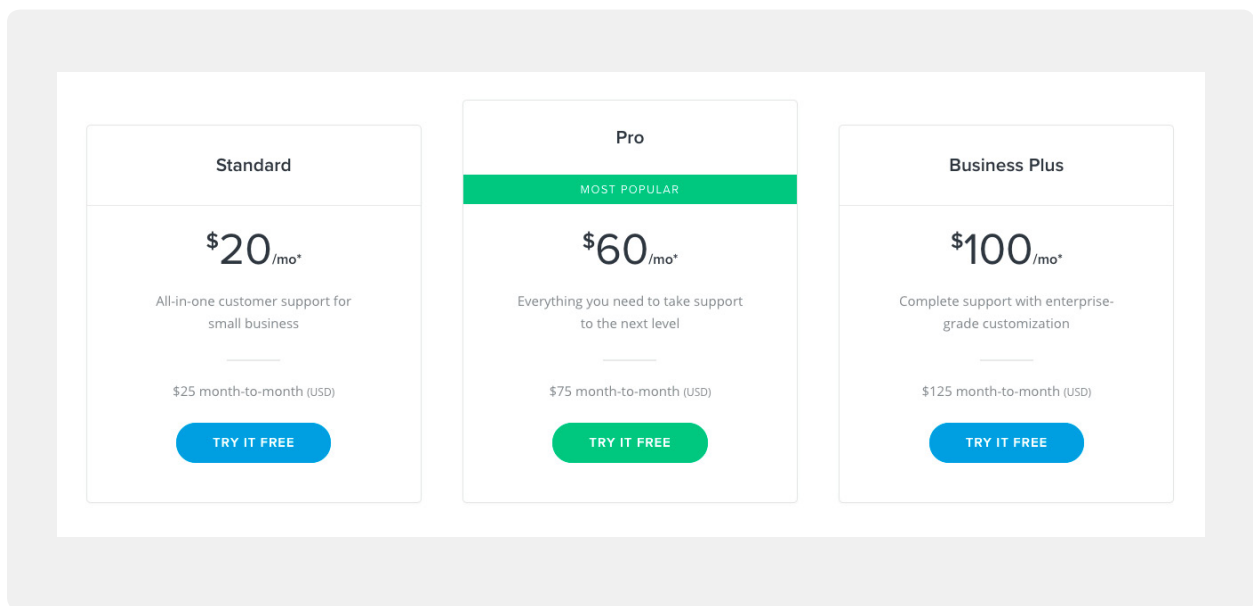 Standard
$20/mo*
All-in-one customer support for
small business
$25 month-to-month (USD)
TRY IT FREE
Pro
MOST POPULAR
$60/mo*
Everything you need to take support
to the next level
$75 month-to-month (USD)
TRY IT FREE
Business Plus
$100/mo*
Complete support with enterprise-
grade customization
$125 month-to-month (USD)
TRY IT FREE